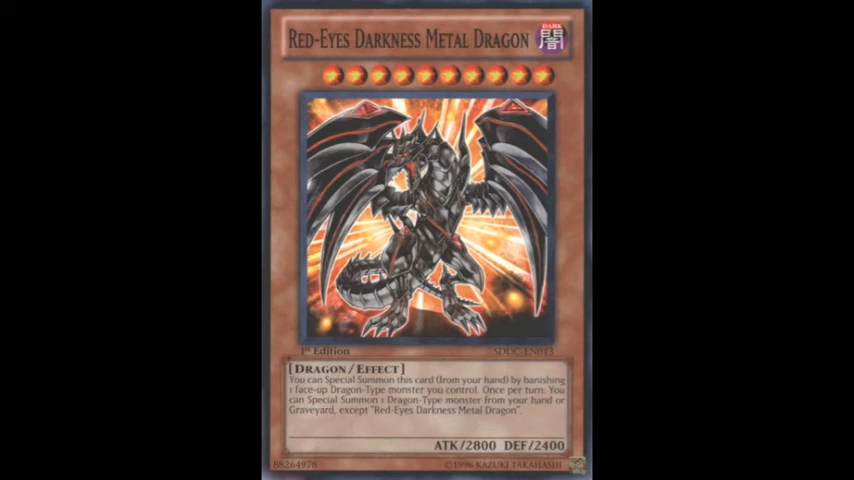 RED-EYES DARKNESS METAL DRAGON
DARK
闇
1st Edition
SDDC-EN013
[DRAGON/EFFECT]
You can Special Summon this card (from your hand) by banishing
1 face-up Dragon-Type monster you control. Once per turn: You
can Special Summon 1 Dragon-Type monster from your hand or
Graveyard, except "Red-Eyes Darkness Metal Dragon".
ATK/2800 DEF/2400
88264978
©1996 KAZUKI TAKAHASHI